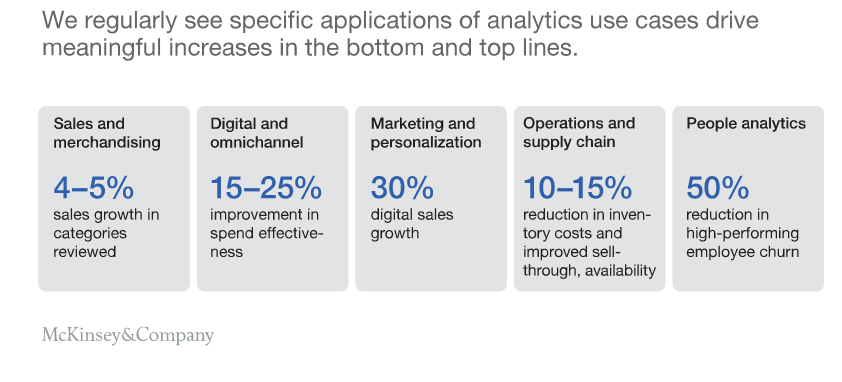 We regularly see specific applications of analytics use cases drive
meaningful increases in the bottom and top lines.
Sales and
merchandising
4–5%
sales growth in
categories
reviewed
Digital and
omnichannel
15–25%
improvement in
spend effective-
ness
Marketing and
personalization
30%
digital sales
growth
Operations and
supply chain
10–15%
reduction in inven-
tory costs and
improved sell-
through, availability
People analytics
50%
reduction in
high-performing
employee churn
McKinsey&Company